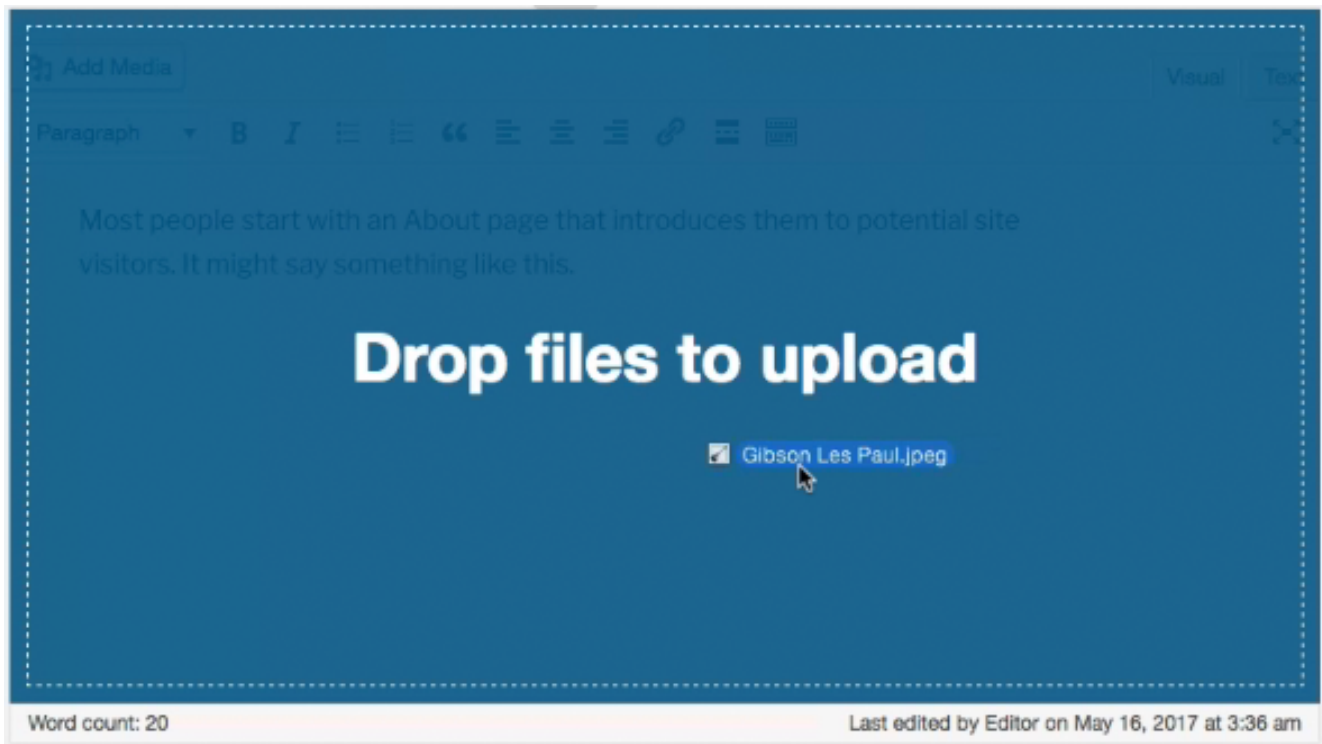 Add Media
Visual Text
Paragraph B I
Most people start with an About page that introduces them to potential site
visitors. It might say something like this.
Drop files to upload
Gibson Les Paul.jpeg
Word count: 20 Last edited by Editor on May 16, 2017 at 3:36 am